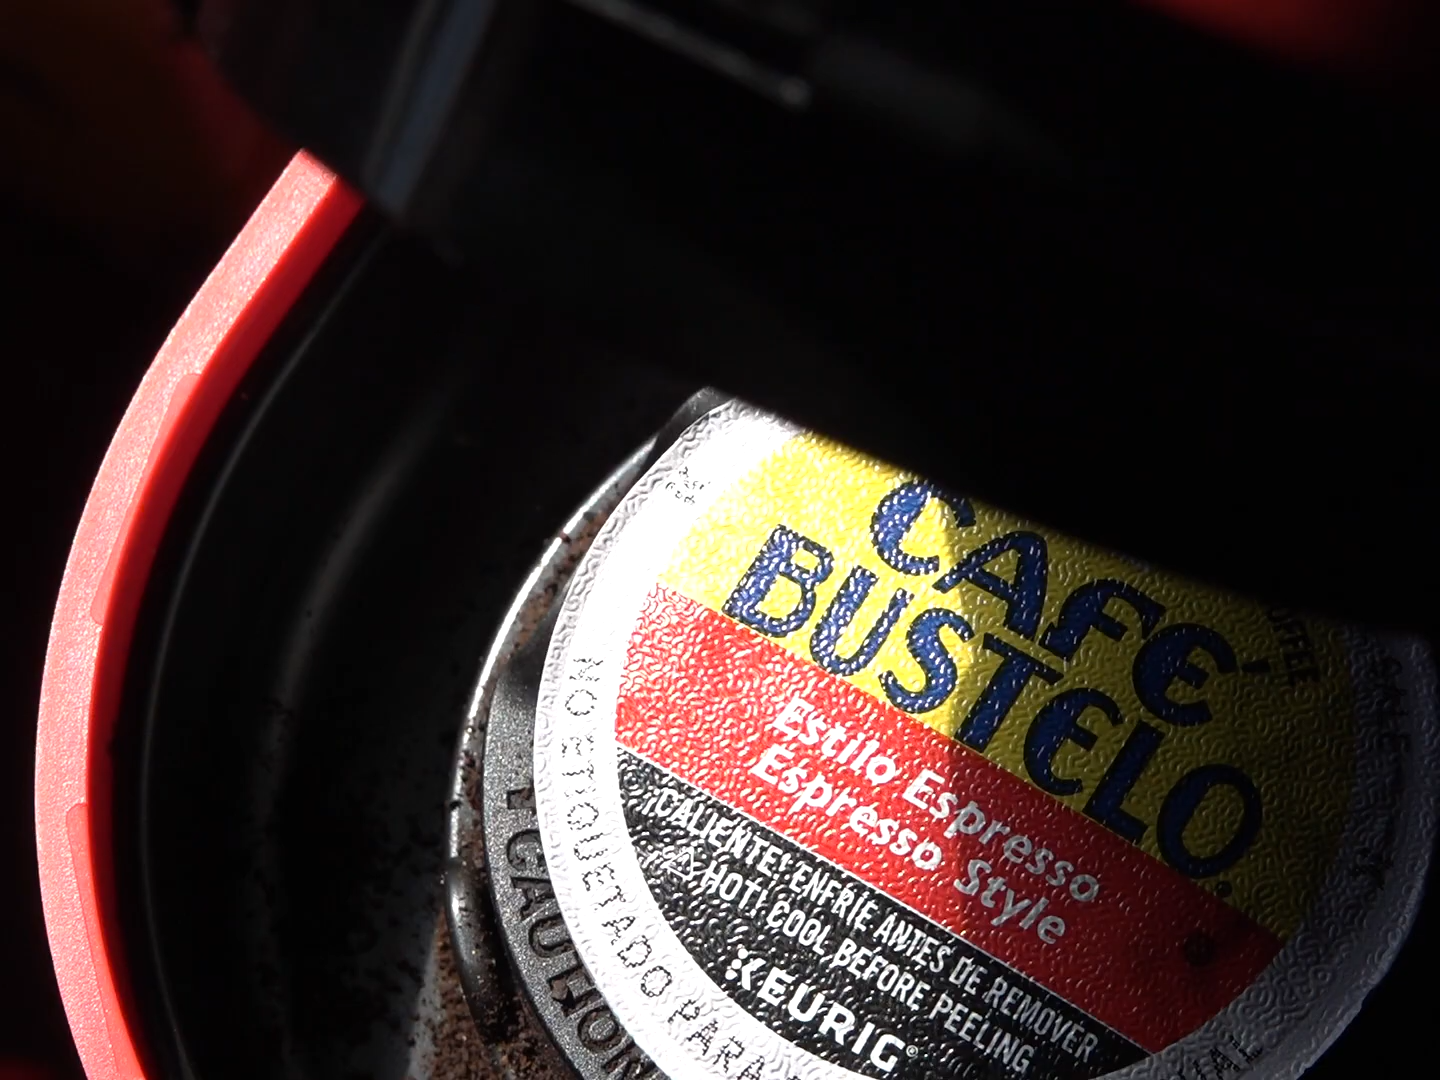 CAFÉ
BUSTELO.
Estilo Espresso
Espresso Style
¡CALIENTE! ENFRÍE ANTES DE REMOVER
HOT! COOL BEFORE PEELING
KEURIG®
NO ETIQUETADO PARA
CAUTION